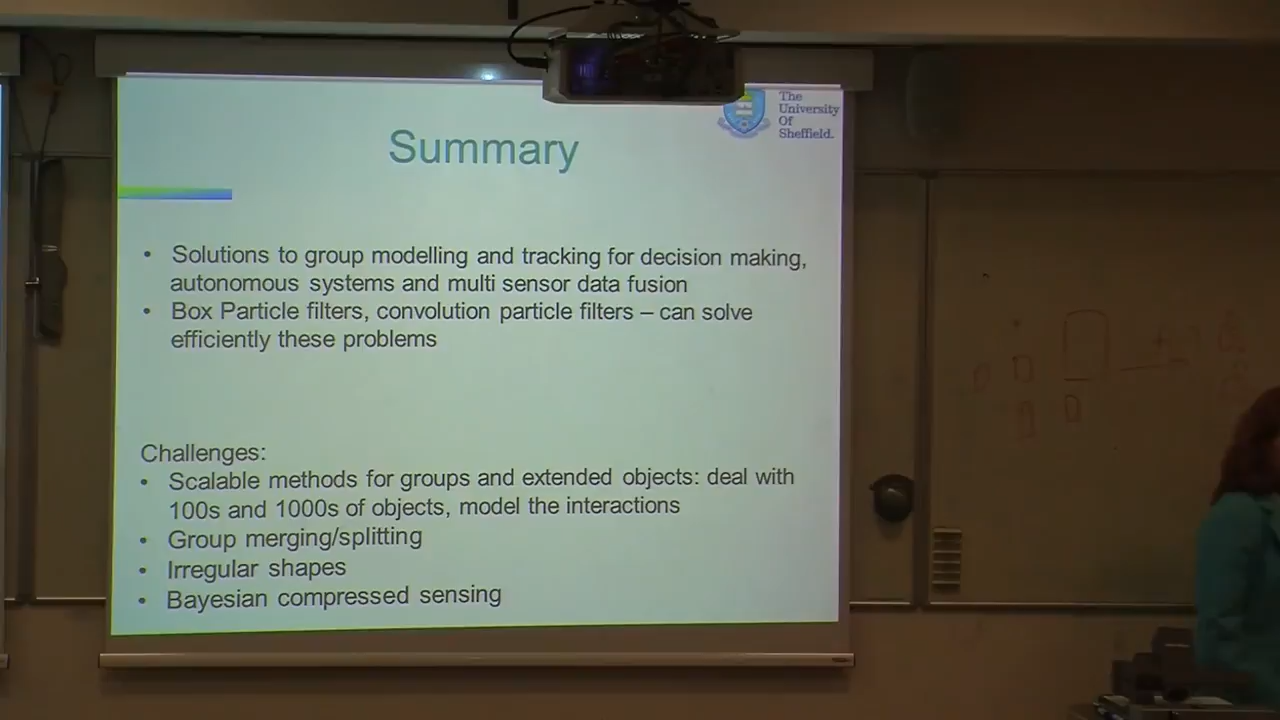 The
University
Of
Sheffield.
Summary
• Solutions to group modelling and tracking for decision making,
autonomous systems and multi sensor data fusion
• Box Particle filters, convolution particle filters – can solve
efficiently these problems
Challenges:
• Scalable methods for groups and extended objects: deal with
100s and 1000s of objects, model the interactions
• Group merging/splitting
• Irregular shapes
• Bayesian compressed sensing